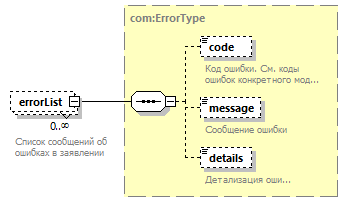 com:ErrorType
code
Код ошибки. См. коды
ошибок конкретного мод...
errorList
0..∞
Список сообщений об
ошибках в заявлении
message
Сообщение ошибки
details
Детализация оши...